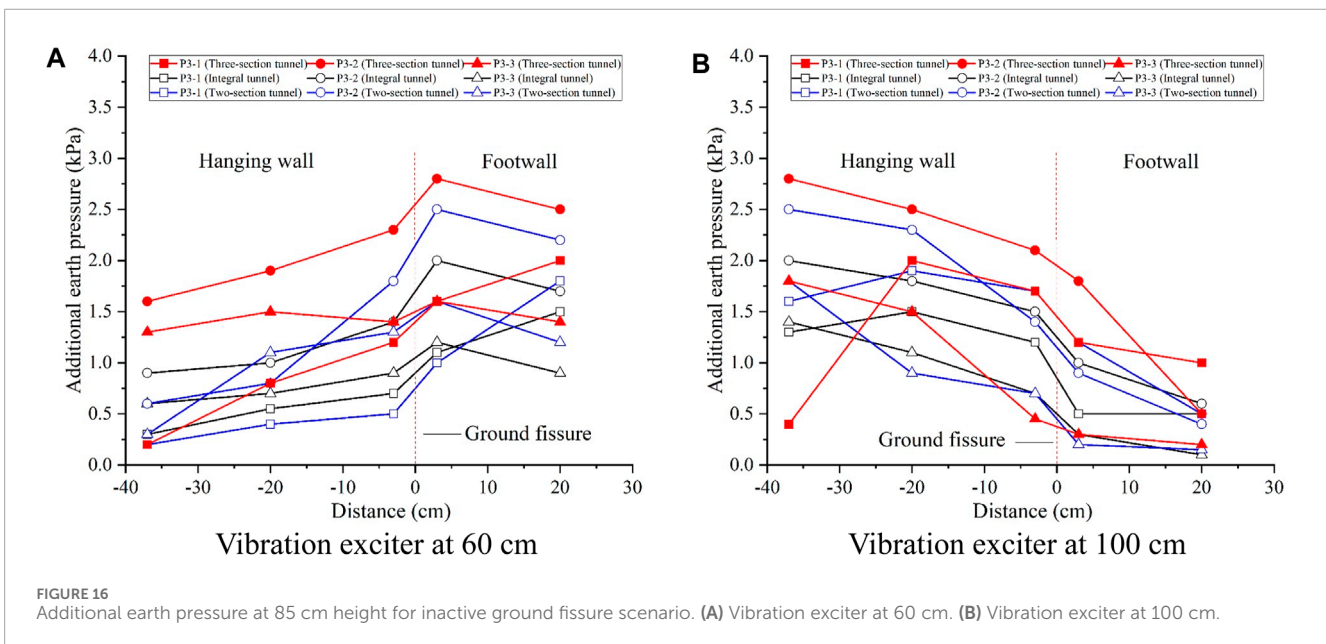 A
P3-1 (Three-section tunnel) P3-2 (Three-section tunnel) P3-3 (Three-section tunnel)
P3-1 (Integral tunnel) P3-2 (Integral tunnel) P3-3 (Integral tunnel)
P3-1 (Two-section tunnel) P3-2 (Two-section tunnel) P3-3 (Two-section tunnel)
Additional earth pressure (kPa)
4.0
3.5
3.0
2.5
2.0
1.5
1.0
0.5
0.0
Hanging wall Footwall
Ground fissure
-40 -30 -20 -10 0 10 20 30
Distance (cm)
Vibration exciter at 60 cm
B
P3-1 (Three-section tunnel) P3-2 (Three-section tunnel) P3-3 (Three-section tunnel)
P3-1 (Integral tunnel) P3-2 (Integral tunnel) P3-3 (Integral tunnel)
P3-1 (Two-section tunnel) P3-2 (Two-section tunnel) P3-3 (Two-section tunnel)
Additional earth pressure (kPa)
4.0
3.5
3.0
2.5
2.0
1.5
1.0
0.5
0.0
Hanging wall Footwall
Ground fissure
-40 -30 -20 -10 0 10 20 30
Distance (cm)
Vibration exciter at 100 cm
FIGURE 16
Additional earth pressure at 85 cm height for inactive ground fissure scenario. (A) Vibration exciter at 60 cm. (B) Vibration exciter at 100 cm.